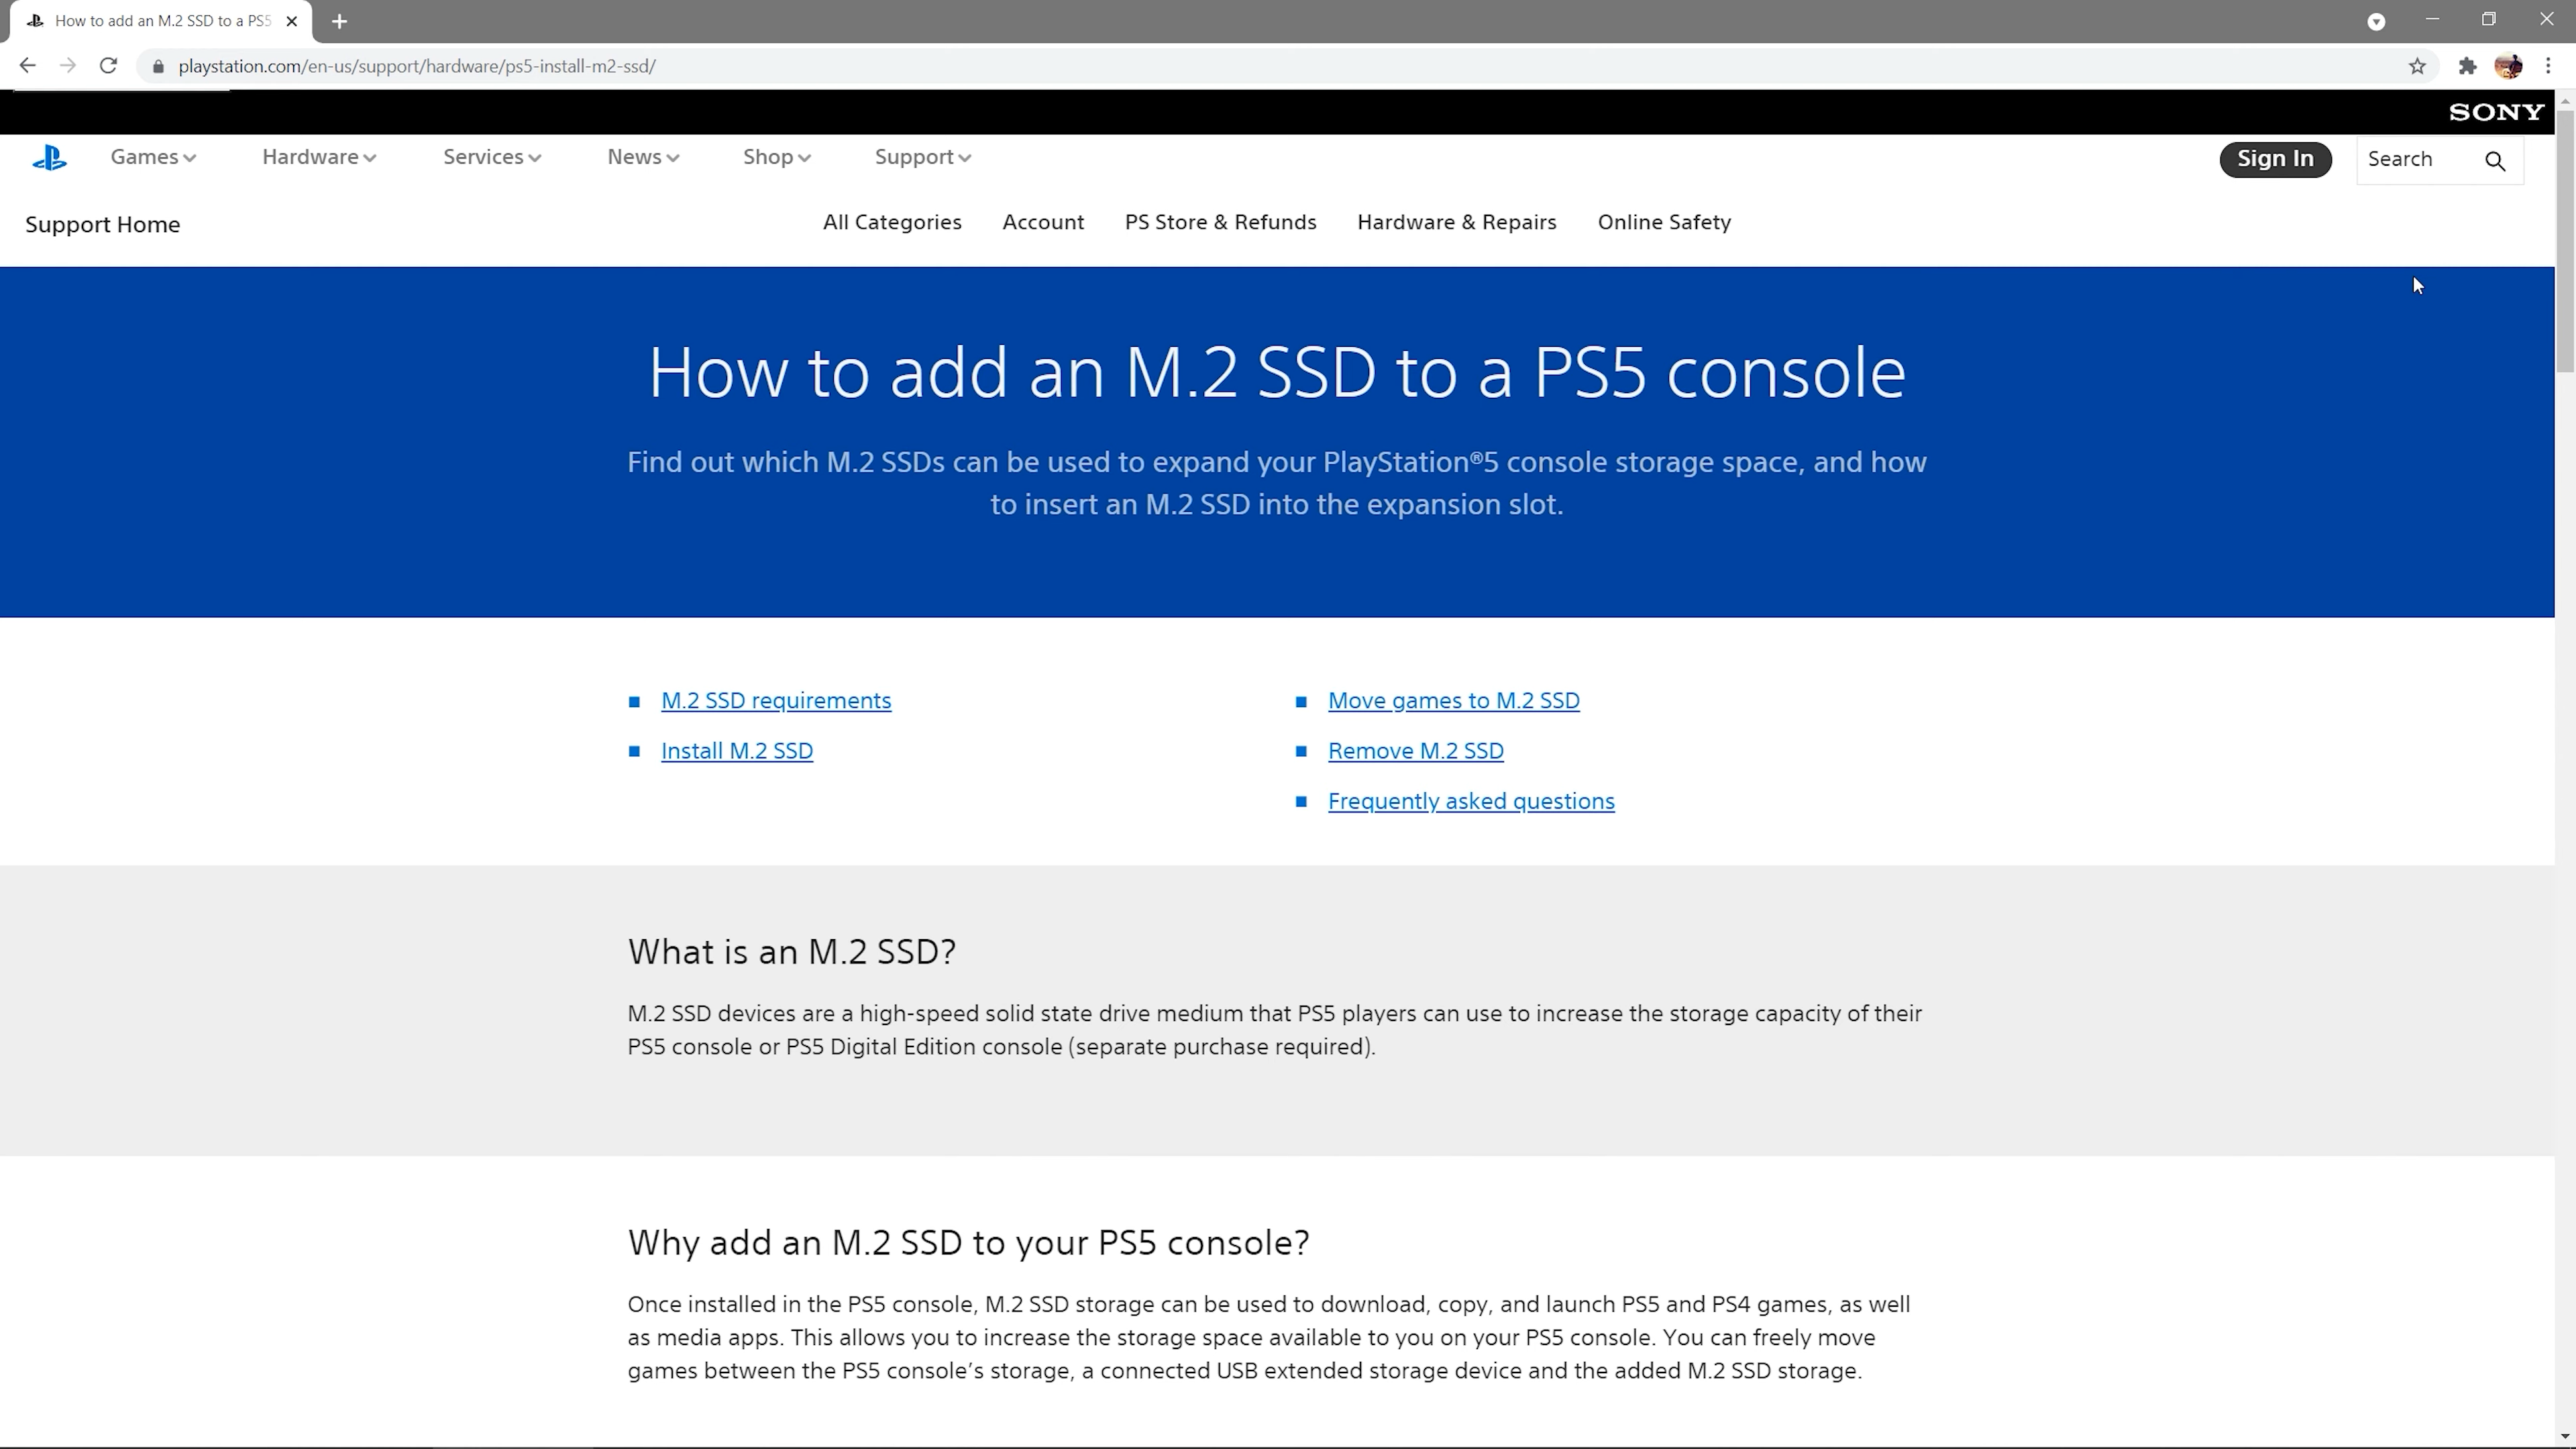 How to add an M.2 SSD to a PS5
playstation.com/en-us/support/hardware/ps5-install-m2-ssd/
SONY
Games Hardware Services News Shop Support Sign In Search
Support Home All Categories Account PS Store & Refunds Hardware & Repairs Online Safety
How to add an M.2 SSD to a PS5 console
Find out which M.2 SSDs can be used to expand your PlayStation®5 console storage space, and how
to insert an M.2 SSD into the expansion slot.
M.2 SSD requirements
Install M.2 SSD
Move games to M.2 SSD
Remove M.2 SSD
Frequently asked questions
What is an M.2 SSD?
M.2 SSD devices are a high-speed solid state drive medium that PS5 players can use to increase the storage capacity of their
PS5 console or PS5 Digital Edition console (separate purchase required).
Why add an M.2 SSD to your PS5 console?
Once installed in the PS5 console, M.2 SSD storage can be used to download, copy, and launch PS5 and PS4 games, as well
as media apps. This allows you to increase the storage space available to you on your PS5 console. You can freely move
games between the PS5 console’s storage, a connected USB extended storage device and the added M.2 SSD storage.